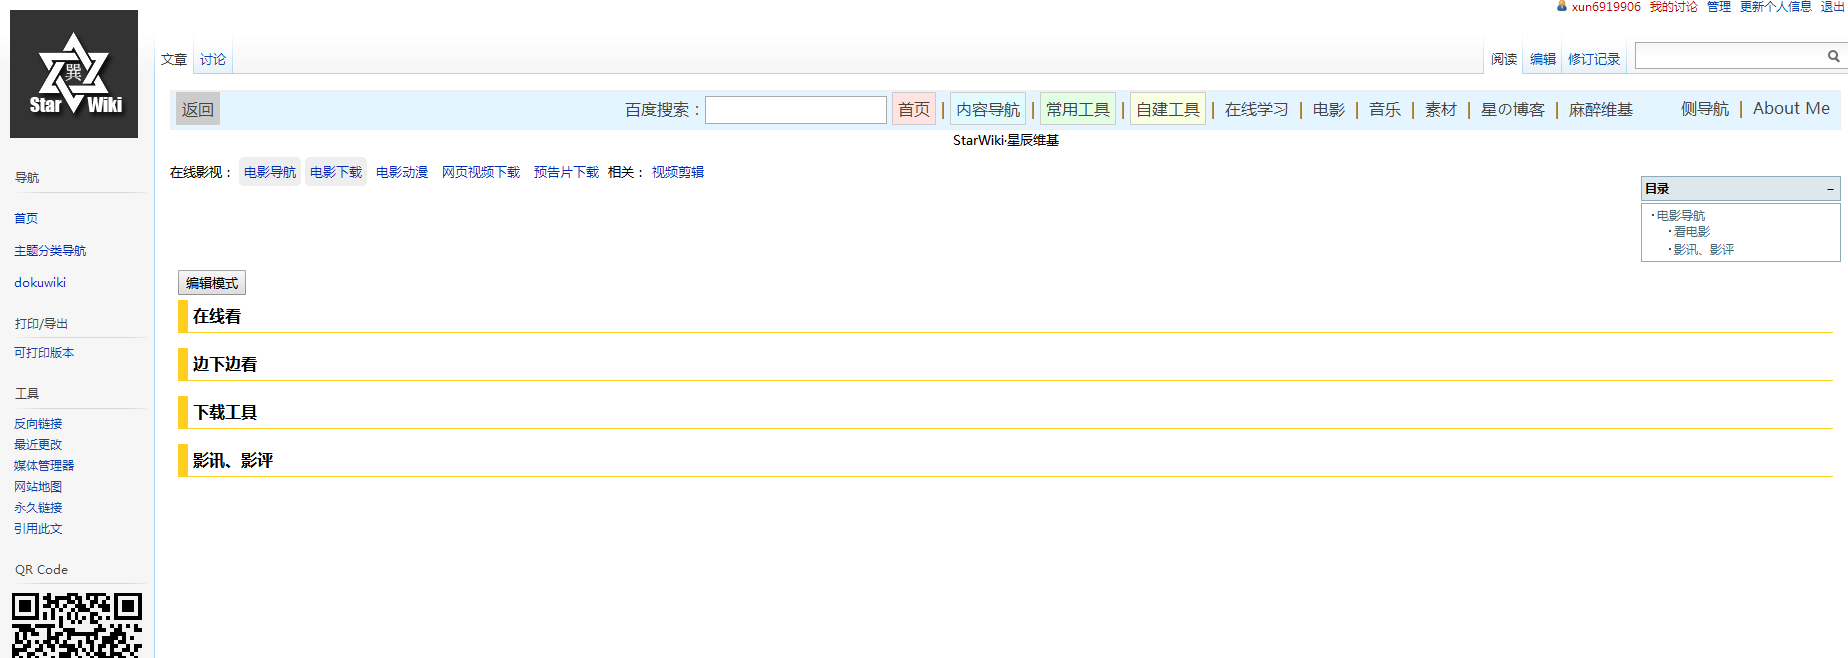 xun6919906 我的讨论 管理 更新个人信息 退出
巽
Star Wiki
文章 讨论 阅读 编辑 修订记录
返回 百度搜索： 首页 | 内容导航 | 常用工具 | 自建工具 | 在线学习 | 电影 | 音乐 | 素材 | 星の博客 | 麻醉维基 侧导航 | About Me
StarWiki·星辰维基
在线影视： 电影导航 电影下载 电影动漫 网页视频下载 预告片下载 相关： 视频剪辑
目录 −
电影导航
看电影
影讯、影评
编辑模式
在线看
边下边看
下载工具
影讯、影评
导航
首页
主题分类导航
dokuwiki
打印/导出
可打印版本
工具
反向链接
最近更改
媒体管理器
网站地图
永久链接
引用此文
QR Code